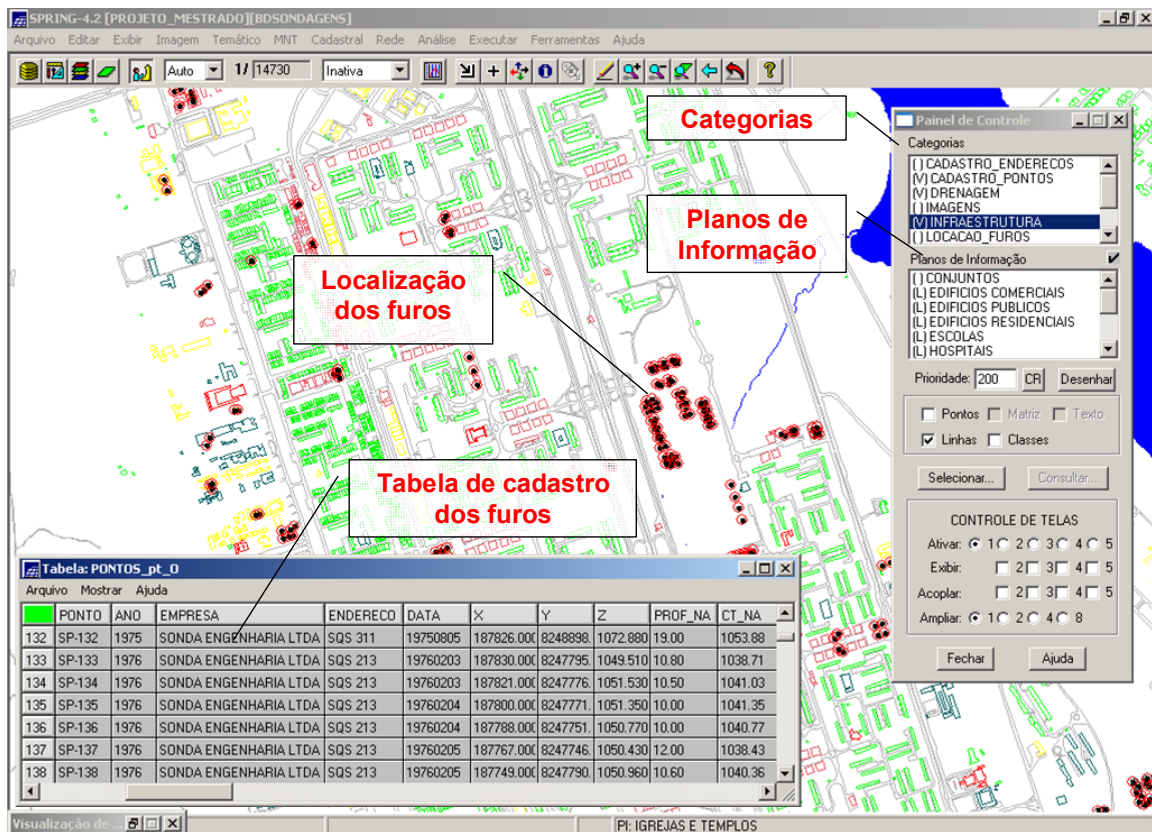 SPRING-4.2 [PROJETO_MESTRADO][BDSONDAGENS]
Arquivo Editar Exibir Imagem Temático MNT Cadastral Rede Análise Executar Ferramentas Ajuda
Auto 1/ 14730 Inativa
Categorias
Planos de
Informação
Localização
dos furos
Tabela de cadastro
dos furos
Painel de Controle
Categorias
( ) CADASTRO_ENDERECOS
(V) CADASTRO_PONTOS
(V) DRENAGEM
( ) IMAGENS
(V) INFRAESTRUTURA
( ) LOCACAO_FUROS
Planos de Informação
( ) CONJUNTOS
(L) EDIFICIOS COMERCIAIS
(L) EDIFICIOS PUBLICOS
(L) EDIFICIOS RESIDENCIAIS
(L) ESCOLAS
(L) HOSPITAIS
Prioridade: 200 CR Desenhar
Pontos Matriz Texto
Linhas Classes
Selecionar... Consultar...
CONTROLE DE TELAS
Ativar: 1 2 3 4 5
Exibir: 2 3 4 5
Acoplar: 2 3 4 5
Ampliar: 1 2 4 8
Fechar Ajuda
Tabela: PONTOS_pt_0
Arquivo Mostrar Ajuda
PONTO ANO EMPRESA ENDERECO DATA X Y Z PROF_NA CT_NA
132 SP-132 1975 SONDA ENGENHARIA LTDA SQS 311 19750805 187826.000 8248898. 1072.880 19.00 1053.88
133 SP-133 1976 SONDA ENGENHARIA LTDA SQS 213 19760203 187830.000 8247795. 1049.510 10.80 1038.71
134 SP-134 1976 SONDA ENGENHARIA LTDA SQS 213 19760203 187821.000 8247776. 1051.530 10.50 1041.03
135 SP-135 1976 SONDA ENGENHARIA LTDA SQS 213 19760204 187800.000 8247771. 1051.350 10.00 1041.35
136 SP-136 1976 SONDA ENGENHARIA LTDA SQS 213 19760204 187788.000 8247751. 1050.770 10.00 1040.77
137 SP-137 1976 SONDA ENGENHARIA LTDA SQS 213 19760205 187767.000 8247746. 1050.430 12.00 1038.43
138 SP-138 1976 SONDA ENGENHARIA LTDA SQS 213 19760205 187749.000 8247790. 1050.960 10.60 1040.36
Visualização de ...
PI: IGREJAS E TEMPLOS